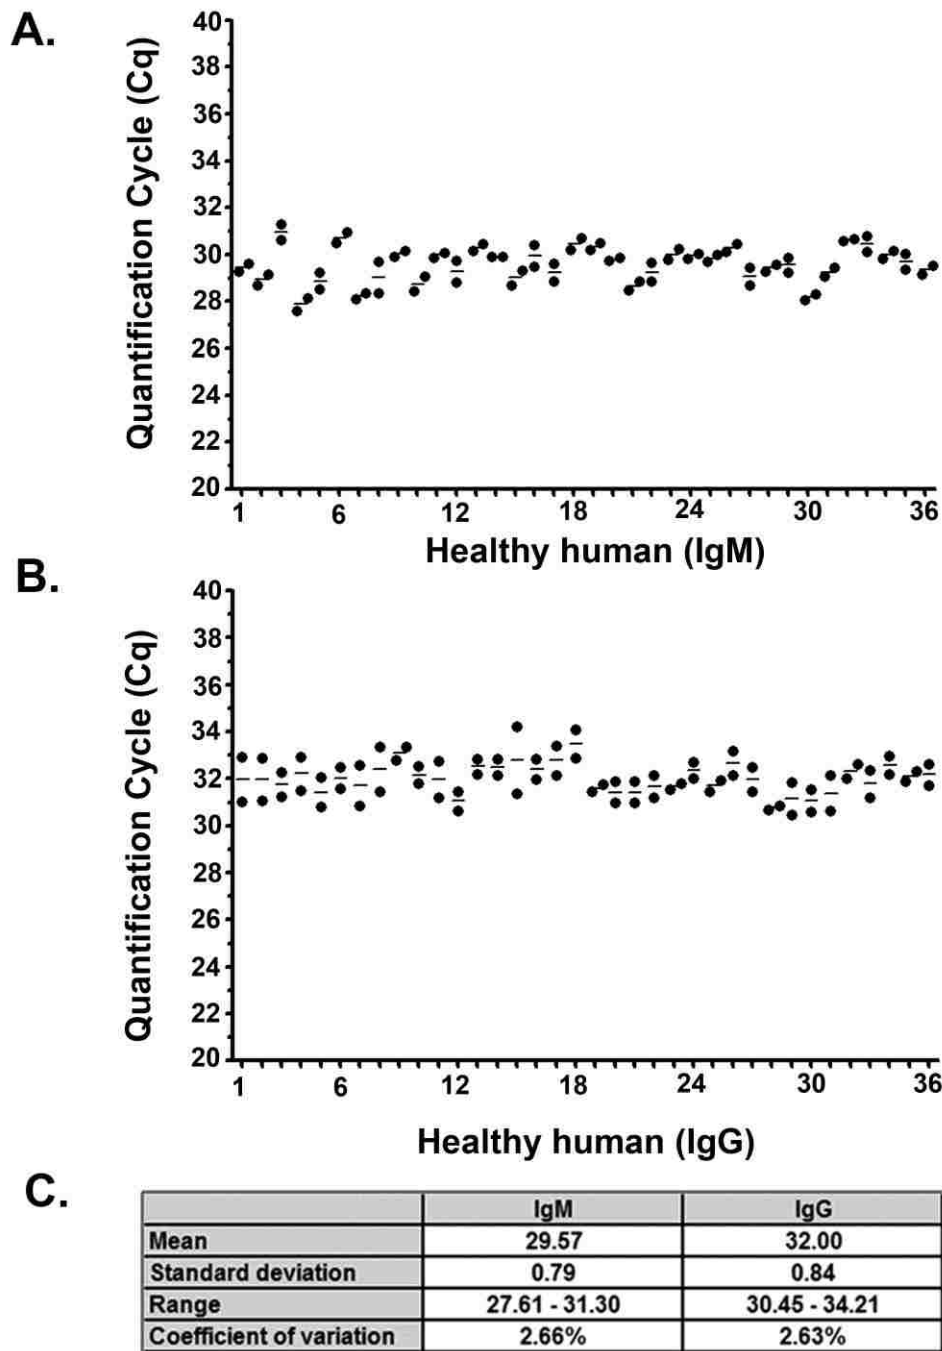 A.
Quantification Cycle (Cq)
40
38
36
34
32
30
28
26
24
22
20
1 6 12 18 24 30 36
Healthy human (IgM)
B.
Quantification Cycle (Cq)
40
38
36
34
32
30
28
26
24
22
20
1 6 12 18 24 30 36
Healthy human (IgG)
C.
IgM IgG
Mean 29.57 32.00
Standard deviation 0.79 0.84
Range 27.61 - 31.30 30.45 - 34.21
Coefficient of variation 2.66% 2.63%